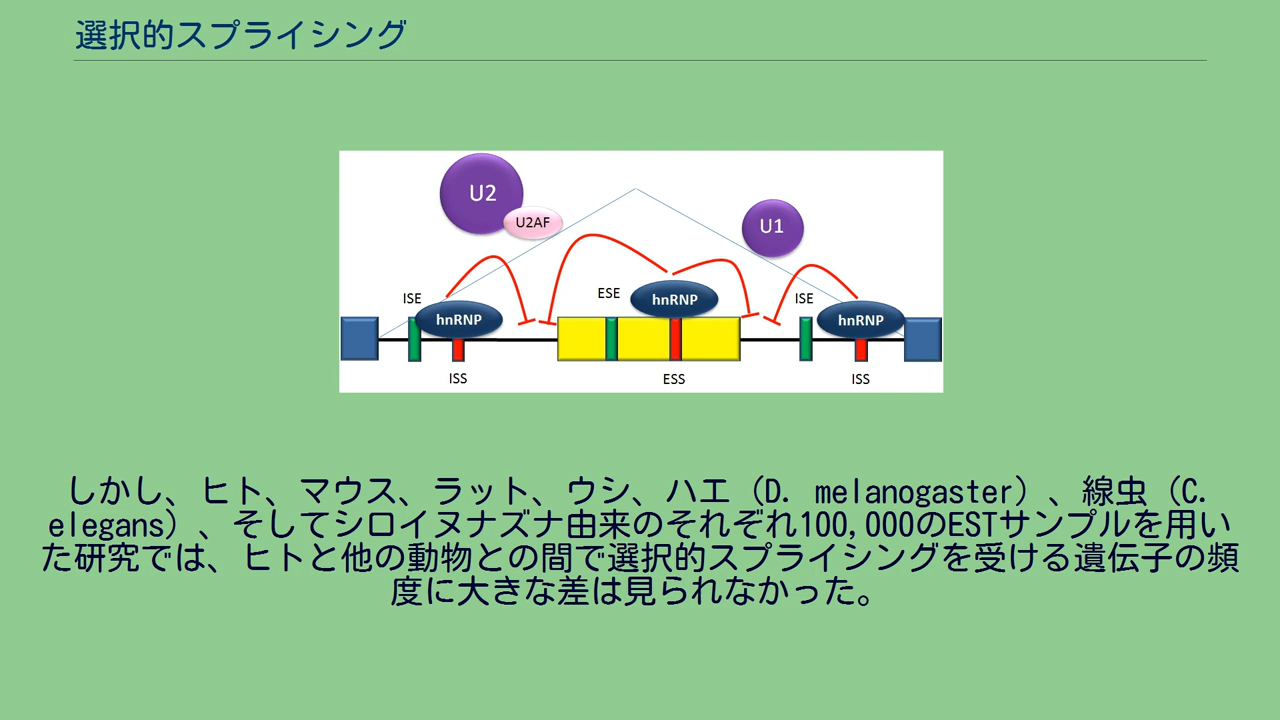 選択的スプライシング
U2
U2AF
U1
ISE
ESE
ISE
hnRNP
hnRNP
hnRNP
ISS
ESS
ISS
しかし、ヒト、マウス、ラット、ウシ、ハエ（D. melanogaster）、線虫（C.
elegans）、そしてシロイヌナズナ由来のそれぞれ100,000のESTサンプルを用い
た研究では、ヒトと他の動物との間で選択的スプライシングを受ける遺伝子の頻
度に大きな差は見られなかった。